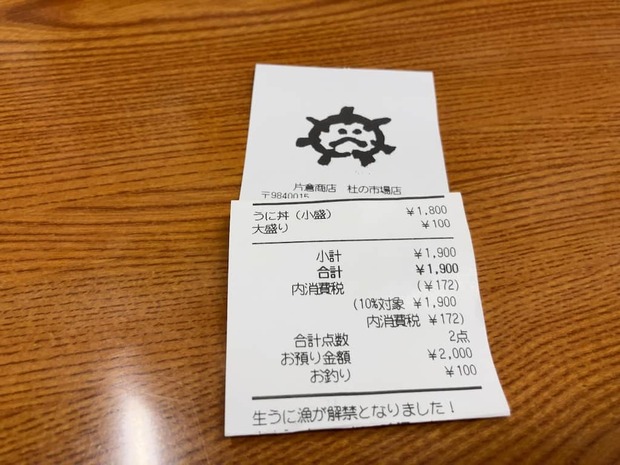 片倉商店 杜の市場店
〒9840015
うに丼（小盛） ¥1,800
大盛り ¥100
小計 ¥1,900
合計 ¥1,900
内消費税 (¥172)
(10%対象 ¥1,900
内消費税 ¥172)
合計点数 2点
お預り金額 ¥2,000
お釣り ¥100
生うに漁が解禁となりました！